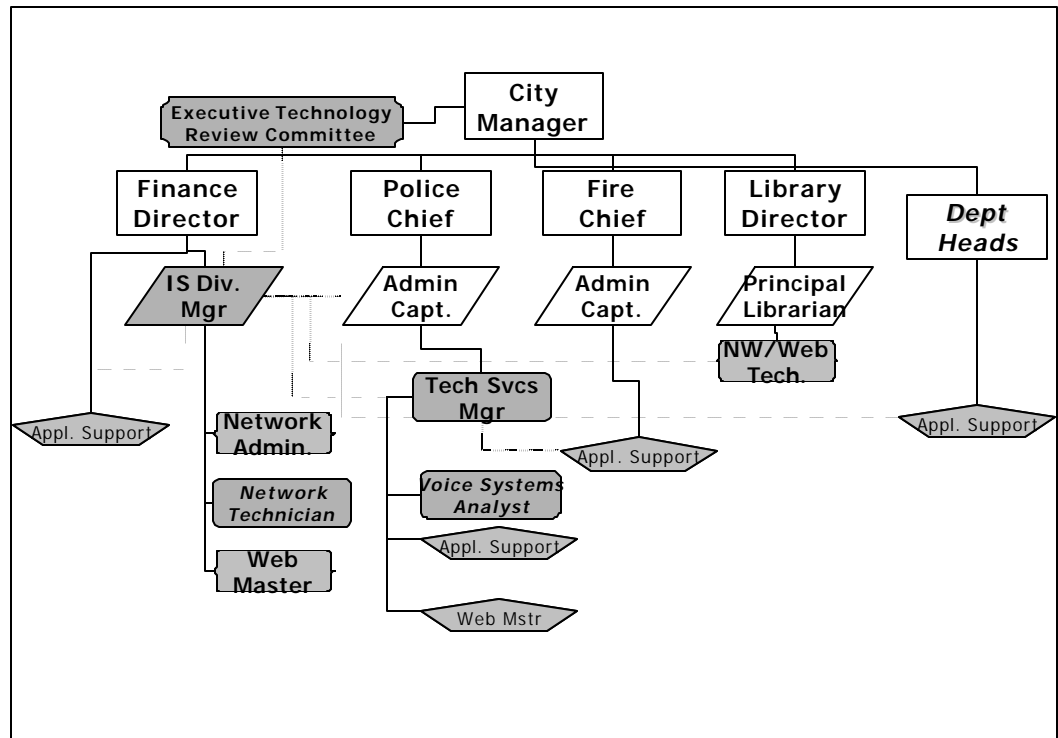 City
Manager
Executive Technology
Review Committee
Finance
Director
Police
Chief
Fire
Chief
Library
Director
Dept
Heads
IS Div.
Mgr
Admin
Capt.
Admin
Capt.
Principal
Librarian
NW/Web
Tech.
Tech Svcs
Mgr
Appl. Support
Network
Admin.
Appl. Support
Appl. Support
Network
Technician
Voice Systems
Analyst
Appl. Support
Web
Master
Web Mstr